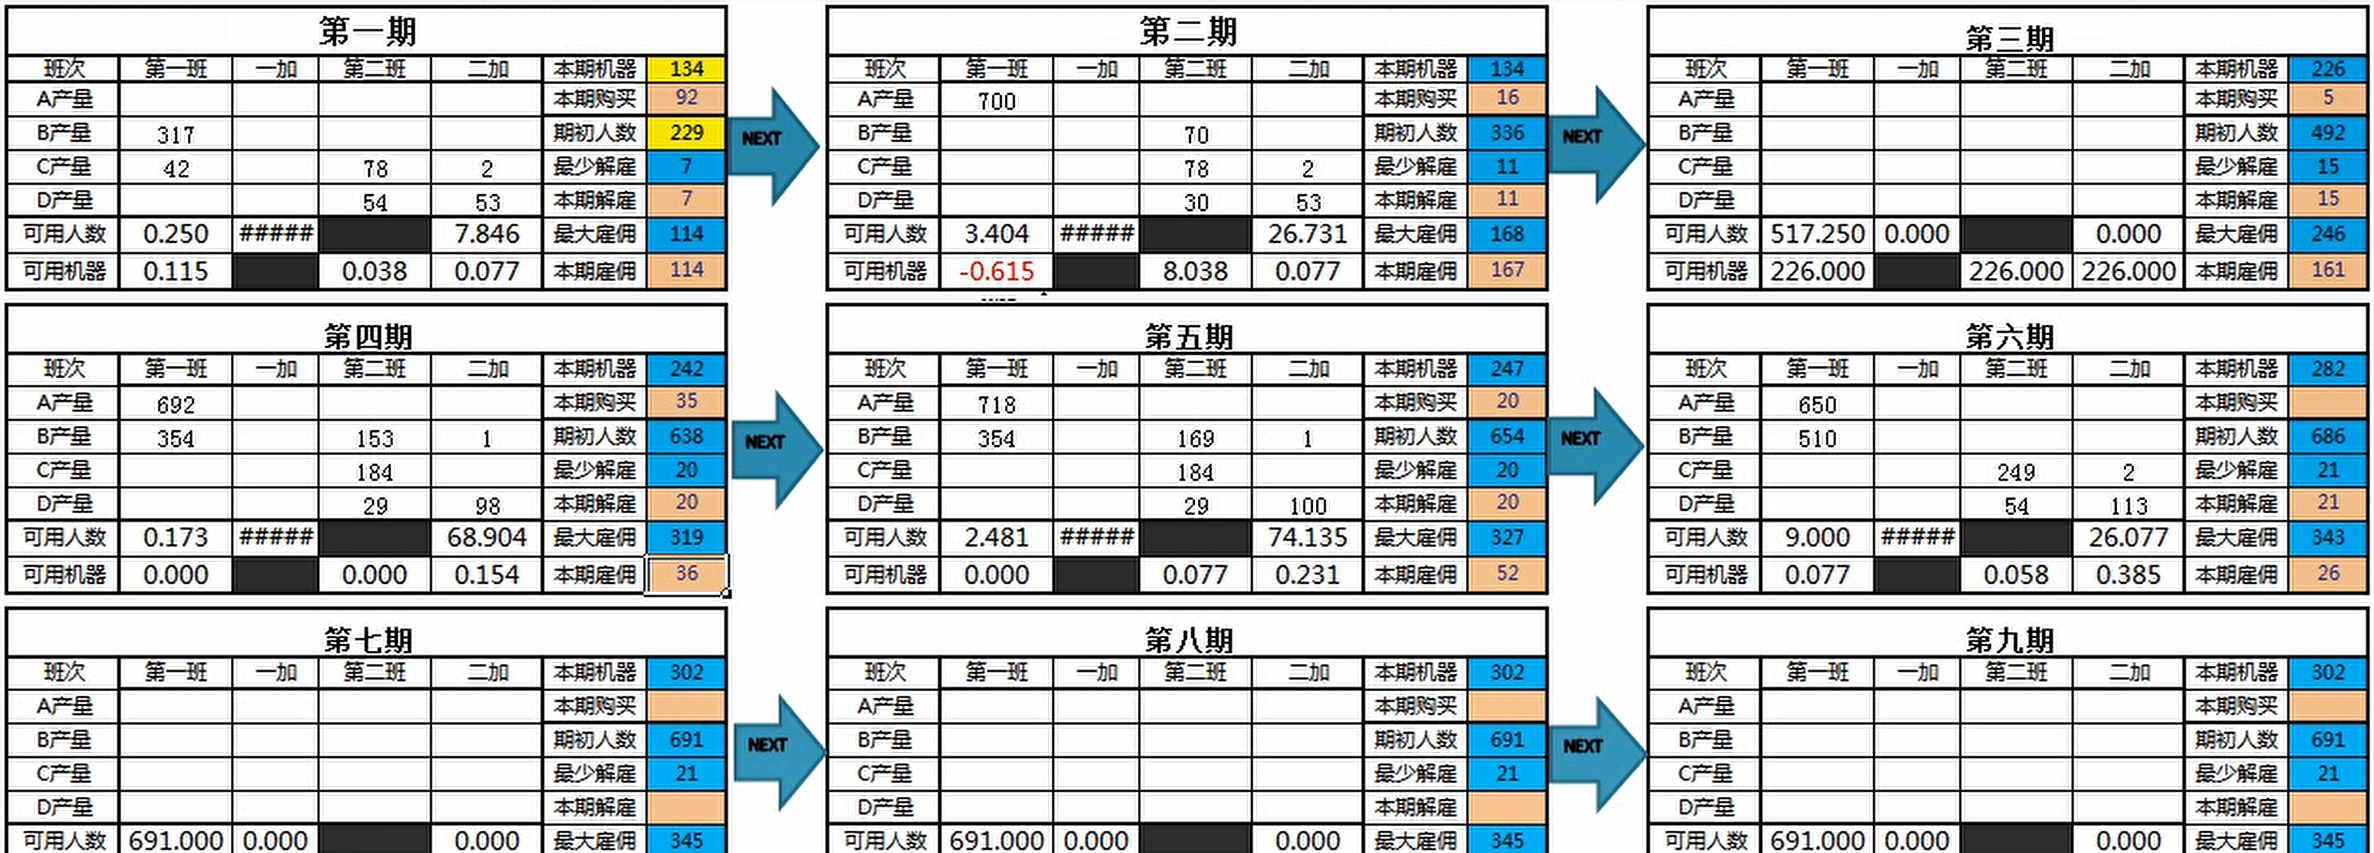 第一期
班次 第一班 一加 第二班 二加 本期机器 134
A产量 本期购买 92
B产量 317 期初人数 229
C产量 42 78 2 最少解雇 7
D产量 54 53 本期解雇 7
可用人数 0.250 ##### 7.846 最大雇佣 114
可用机器 0.115 0.038 0.077 本期雇佣 114
NEXT
第二期
班次 第一班 一加 第二班 二加 本期机器 134
A产量 700 本期购买 16
B产量 70 期初人数 336
C产量 78 2 最少解雇 11
D产量 30 53 本期解雇 11
可用人数 3.404 ##### 26.731 最大雇佣 168
可用机器 -0.615 8.038 0.077 本期雇佣 167
NEXT
第三期
班次 第一班 一加 第二班 二加 本期机器 226
A产量 本期购买 5
B产量 期初人数 492
C产量 最少解雇 15
D产量 本期解雇 15
可用人数 517.250 0.000 0.000 最大雇佣 246
可用机器 226.000 226.000 226.000 本期雇佣 161
第四期
班次 第一班 一加 第二班 二加 本期机器 242
A产量 692 本期购买 35
B产量 354 153 1 期初人数 638
C产量 184 最少解雇 20
D产量 29 98 本期解雇 20
可用人数 0.173 ##### 68.904 最大雇佣 319
可用机器 0.000 0.000 0.154 本期雇佣 36
NEXT
第五期
班次 第一班 一加 第二班 二加 本期机器 247
A产量 718 本期购买 20
B产量 354 169 1 期初人数 654
C产量 184 最少解雇 20
D产量 29 100 本期解雇 20
可用人数 2.481 ##### 74.135 最大雇佣 327
可用机器 0.000 0.077 0.231 本期雇佣 52
NEXT
第六期
班次 第一班 一加 第二班 二加 本期机器 282
A产量 650 本期购买
B产量 510 期初人数 686
C产量 249 2 最少解雇 21
D产量 54 113 本期解雇 21
可用人数 9.000 ##### 26.077 最大雇佣 343
可用机器 0.077 0.058 0.385 本期雇佣 26
第七期
班次 第一班 一加 第二班 二加 本期机器 302
A产量 本期购买
B产量 期初人数 691
C产量 最少解雇 21
D产量 本期解雇
可用人数 691.000 0.000 0.000 最大雇佣 345
NEXT
第八期
班次 第一班 一加 第二班 二加 本期机器 302
A产量 本期购买
B产量 期初人数 691
C产量 最少解雇 21
D产量 本期解雇
可用人数 691.000 0.000 0.000 最大雇佣 345
NEXT
第九期
班次 第一班 一加 第二班 二加 本期机器 302
A产量 本期购买
B产量 期初人数 691
C产量 最少解雇 21
D产量 本期解雇
可用人数 691.000 0.000 0.000 最大雇佣 345